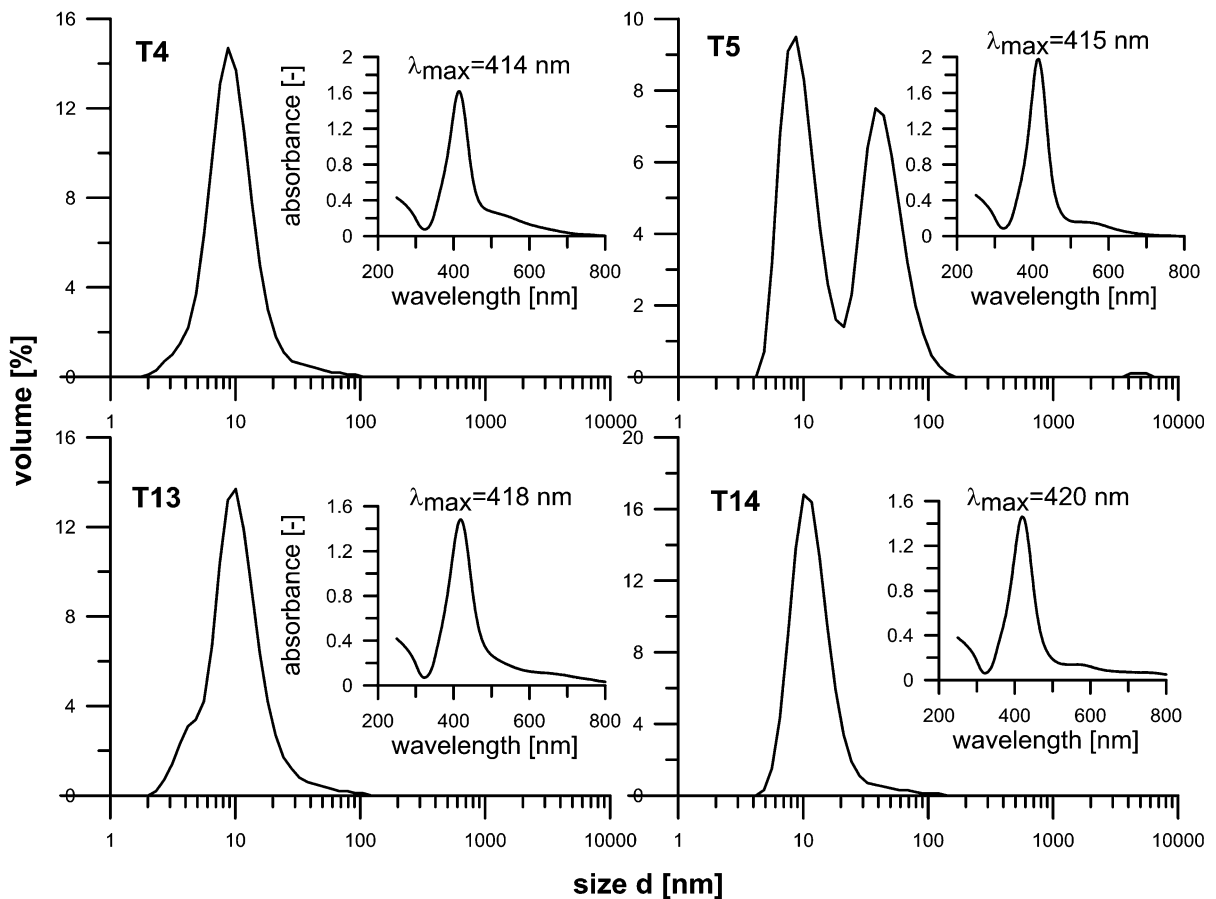 T4
λmax=414 nm
16
12
8
4
0
1 10 100 1000 10000
absorbance [-]
2
1.6
1.2
0.8
0.4
0
200 400 600 800
wavelength [nm]
T5
λmax=415 nm
10
8
6
4
2
0
1 10 100 1000 10000
2
1.6
1.2
0.8
0.4
0
200 400 600 800
wavelength [nm]
volume [%]
T13
λmax=418 nm
16
12
8
4
0
1 10 100 1000 10000
absorbance [-]
1.6
1.2
0.8
0.4
0
200 400 600 800
wavelength [nm]
T14
λmax=420 nm
20
16
12
8
4
0
1 10 100 1000 10000
1.6
1.2
0.8
0.4
0
200 400 600 800
wavelength [nm]
size d [nm]